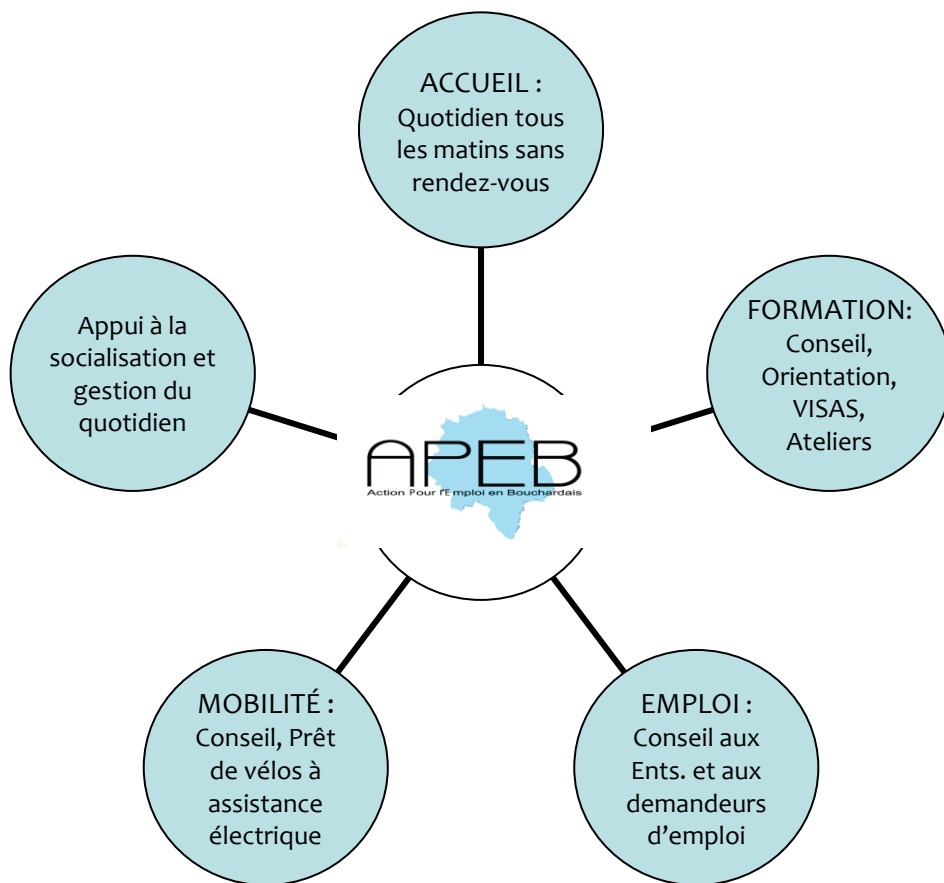 ACCUEIL :
Quotidien tous
les matins sans
rendez-vous
Appui à la
socialisation et
gestion du
quotidien
FORMATION:
Conseil,
Orientation,
VISAS,
Ateliers
APEB
Action Pour l'Emploi en Bouchardais
MOBILITÉ :
Conseil, Prêt
de vélos à
assistance
électrique
EMPLOI :
Conseil aux
Ents. et aux
demandeurs
d'emploi